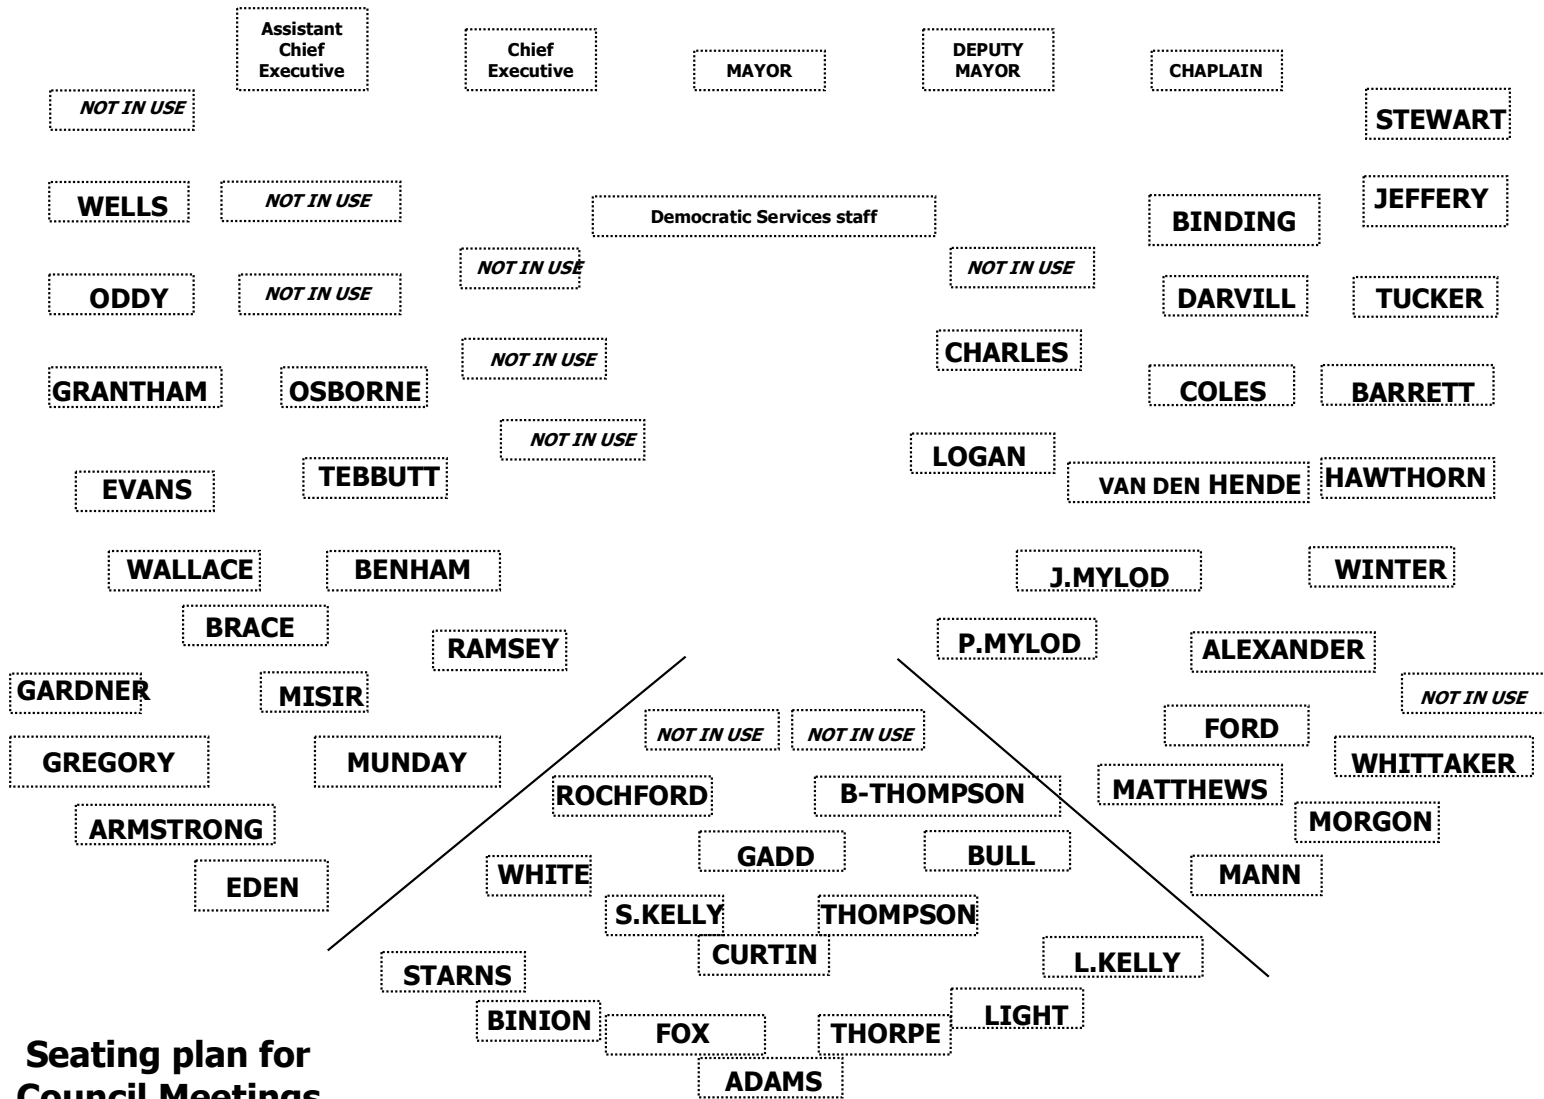 Assistant
Chief
Executive
Chief
Executive
MAYOR
DEPUTY
MAYOR
CHAPLAIN
NOT IN USE
STEWART
WELLS
NOT IN USE
Democratic Services staff
BINDING
JEFFERY
NOT IN USE
NOT IN USE
ODDY
NOT IN USE
DARVILL
TUCKER
NOT IN USE
CHARLES
GRANTHAM
OSBORNE
COLES
BARRETT
NOT IN USE
LOGAN
EVANS
TEBBUTT
VAN DEN HENDE
HAWTHORN
WALLACE
BENHAM
J.MYLOD
WINTER
BRACE
RAMSEY
P.MYLOD
ALEXANDER
GARDNER
MISIR
NOT IN USE
NOT IN USE
NOT IN USE
FORD
GREGORY
MUNDAY
WHITTAKER
ROCHFORD
B-THOMPSON
MATTHEWS
ARMSTRONG
MORGON
GADD
BULL
EDEN
WHITE
MANN
S.KELLY
THOMPSON
CURTIN
L.KELLY
STARNS
BINION
LIGHT
FOX
THORPE
ADAMS
Seating plan for
Council Meetings